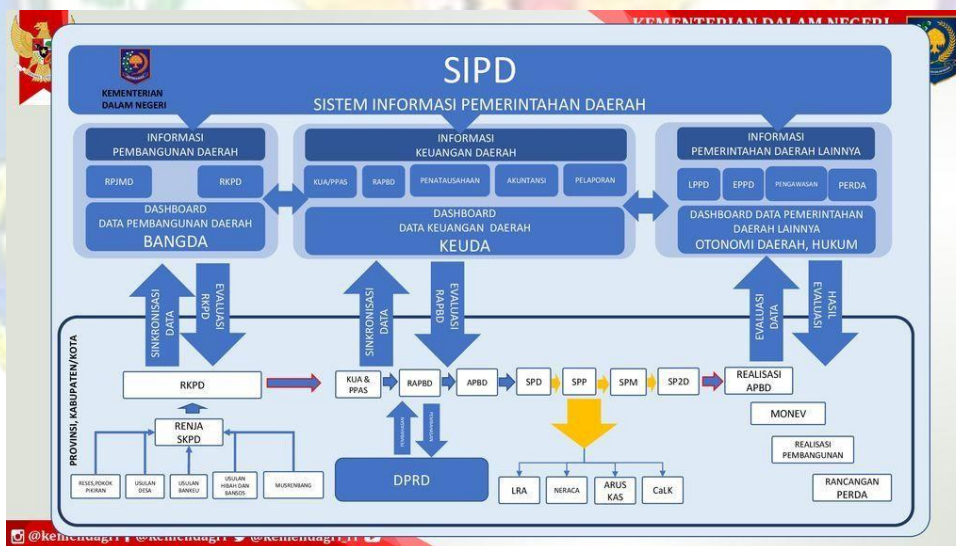 KEMENTERIAN DALAM NEGERI
SIPD
SISTEM INFORMASI PEMERINTAHAN DAERAH
KEMENTERIAN
DALAM NEGERI
INFORMASI
PEMBANGUNAN DAERAH
RPJMD
RKPD
DASHBOARD
DATA PEMBANGUNAN DAERAH
BANGDA
INFORMASI
KEUANGAN DAERAH
KUA/PPAS
RAPBD
PENATAUSAHAAN
AKUNTANSI
PELAPORAN
DASHBOARD
DATA KEUANGAN DAERAH
KEUDA
INFORMASI
PEMERINTAHAN DAERAH LAINNYA
LPPD
EPPD
PENGAWASAN
PERDA
DASHBOARD DATA PEMERINTAHAN
DAERAH LAINNYA
OTONOMI DAERAH, HUKUM
SINKRONISASI
DATA
EVALUASI
RKPD
SINKRONISASI
DATA
EVALUASI
RAPBD
EVALUASI
DATA
HASIL
EVALUASI
PROVINSI, KABUPATEN/KOTA
RKPD
KUA &
PPAS
RAPBD
APBD
SPD
SPP
SPM
SP2D
REALISASI
APBD
RENJA
SKPD
RESES,POKOK
PIKIRAN
USULAN
DESA
USULAN
BANKEU
USULAN
HIBAH DAN
BANSOS
MUSRENBANG
PEMBAHASAN
DPRD
LRA
NERACA
ARUS
KAS
CaLK
MONEV
REALISASI
PEMBANGUNAN
RANCANGAN
PERDA